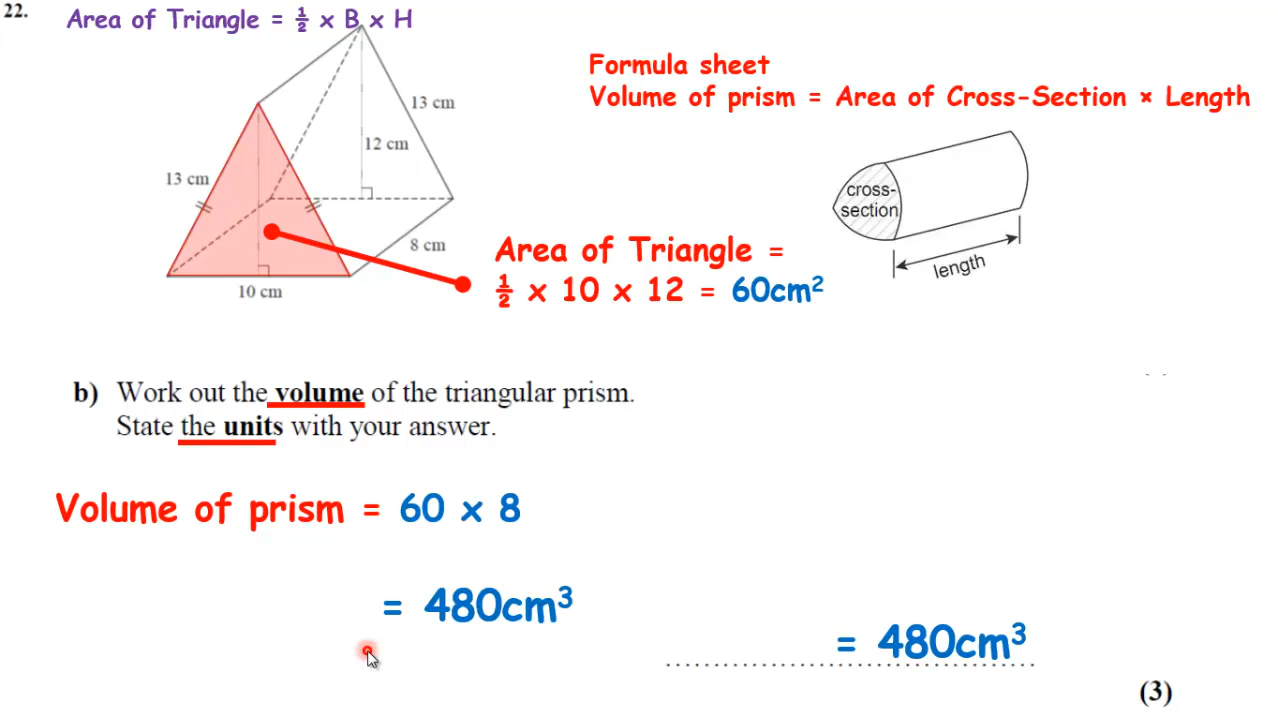 22.
Area of Triangle = ½ x B x H
Formula sheet
Volume of prism = Area of Cross-Section × Length
13 cm
12 cm
13 cm
8 cm
10 cm
cross-
section
length
Area of Triangle =
½ x 10 x 12 = 60cm²
b) Work out the volume of the triangular prism.
State the units with your answer.
Volume of prism = 60 x 8
= 480cm³
= 480cm³
(3)